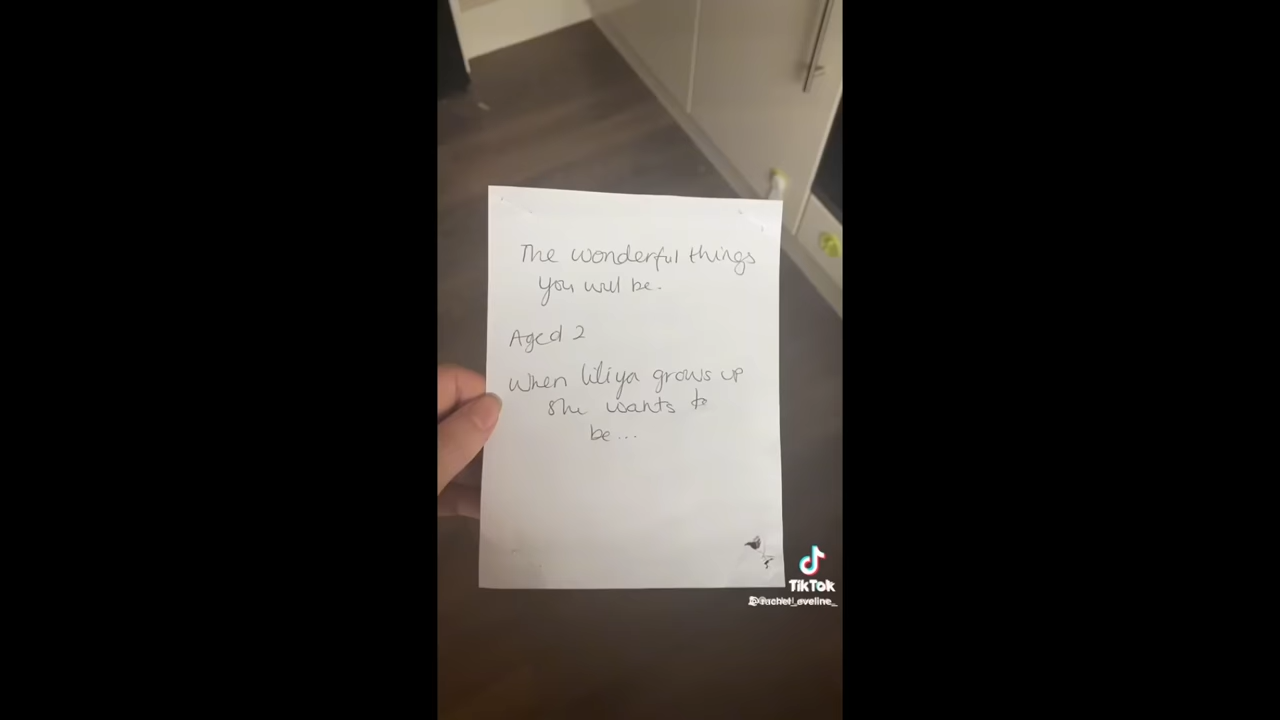 The wonderful things
you will be.
Aged 2
When liliya grows up
she wants to
be...
TikTok